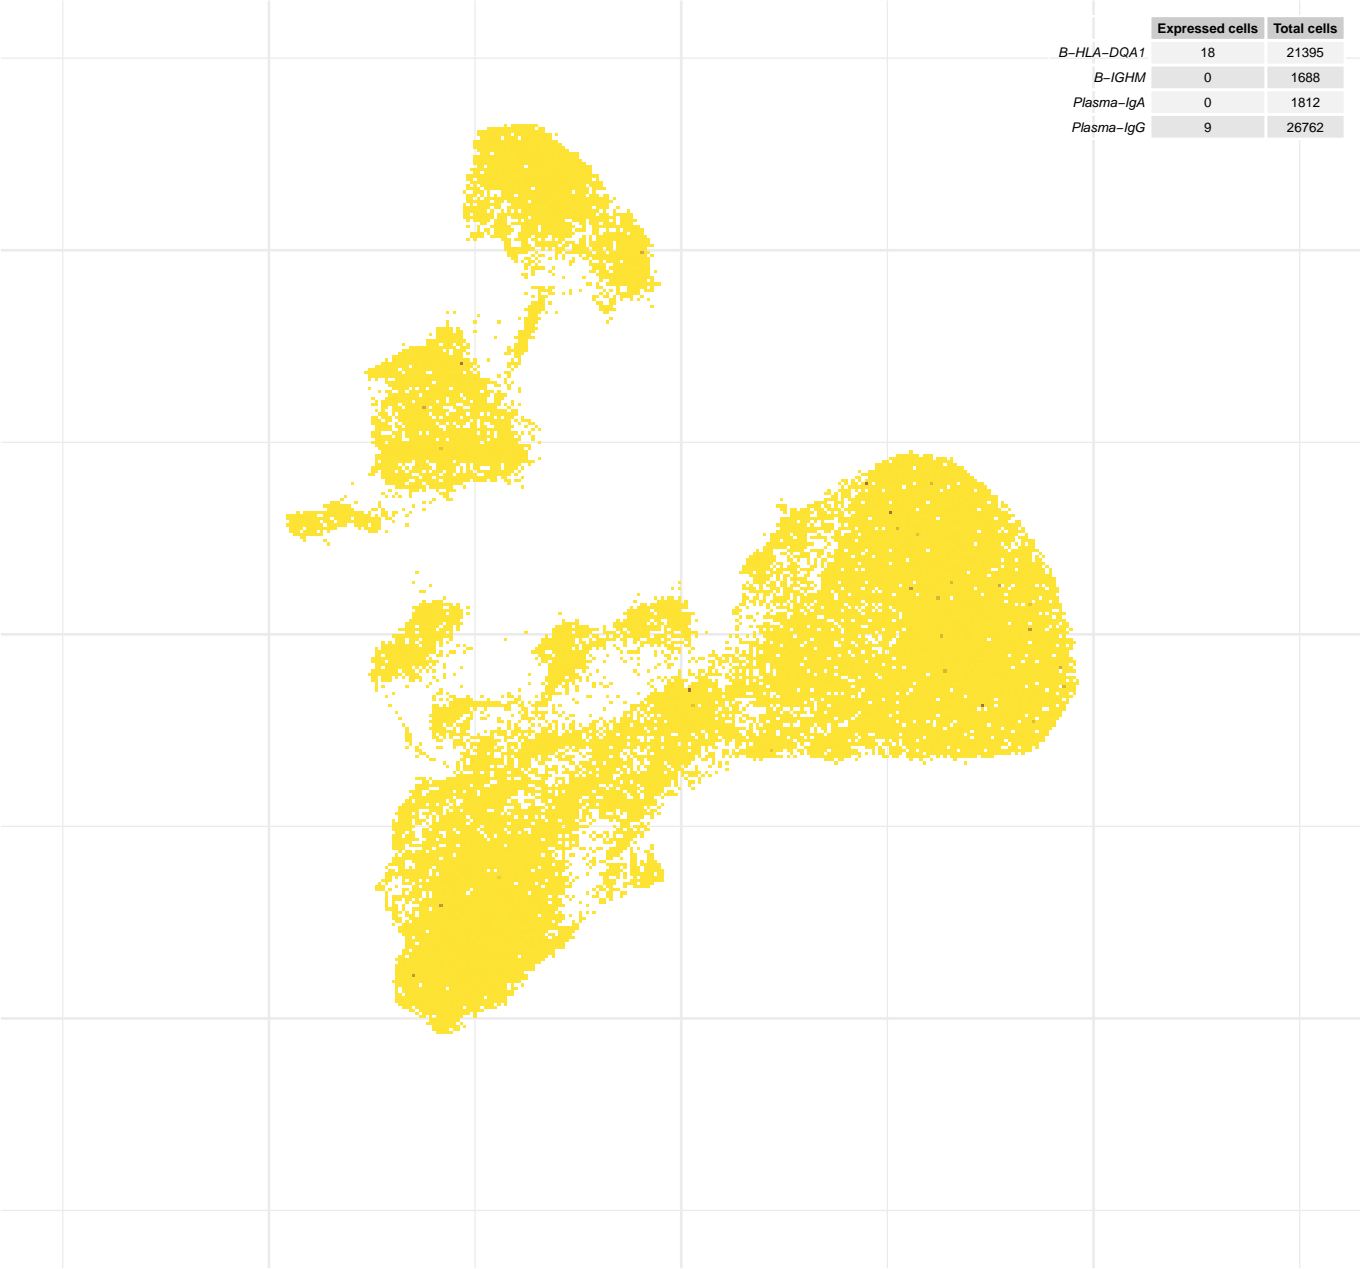 Expressed cells Total cells
B−HLA−DQA1 18 21395
B−IGHM 0 1688
Plasma−IgA 0 1812
Plasma−IgG 9 26762